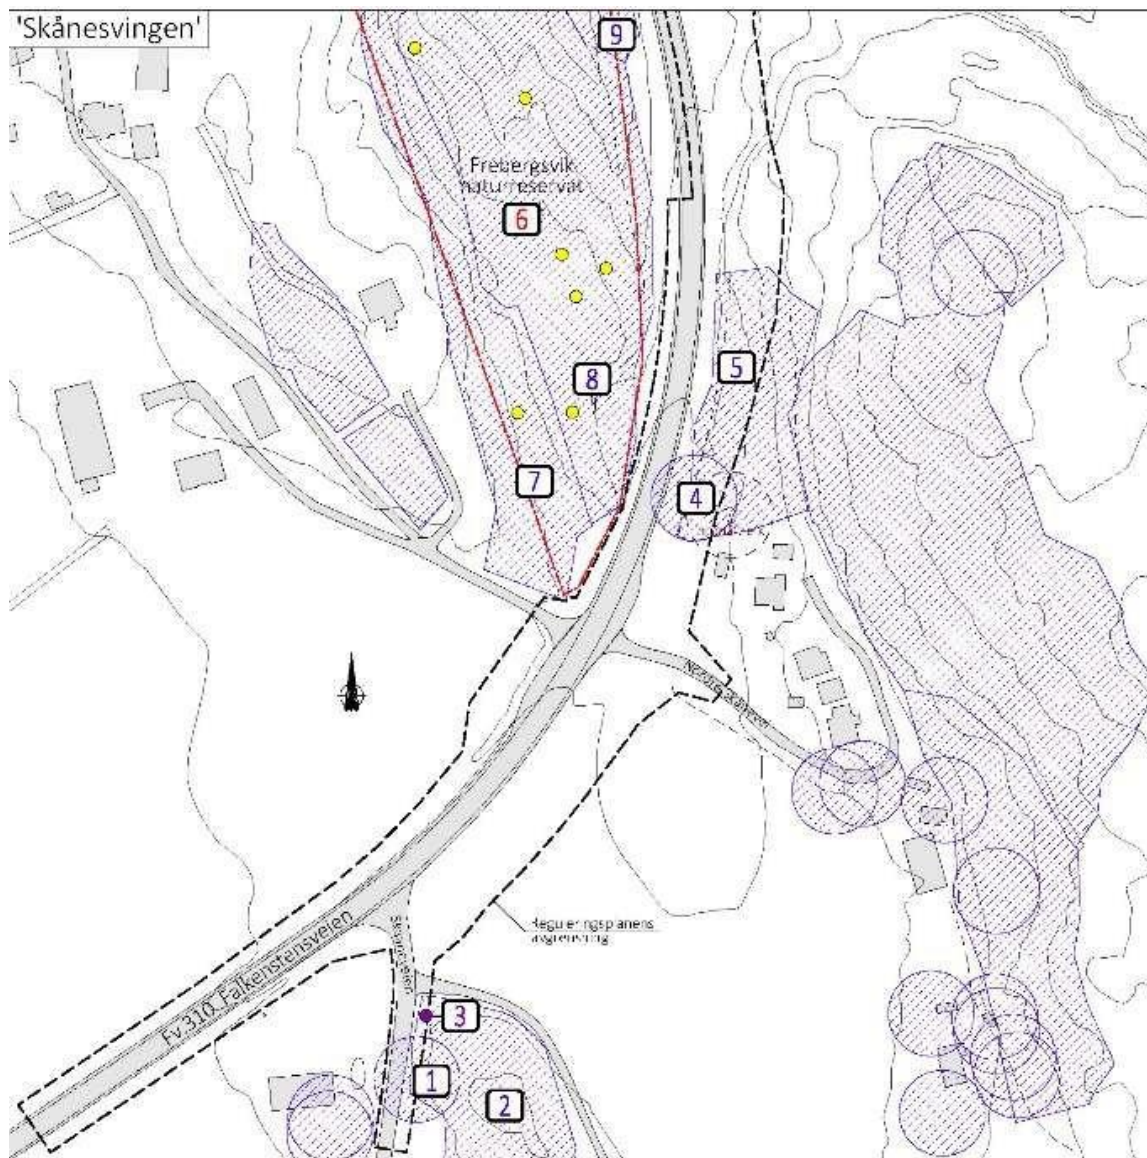 'Skånesvingen'
9
Frebergsvik
naturreservat
6
5
8
7
4
Reguleringsplanens
avgrensning
Fv.310. Falkenstensveien
3
1
2